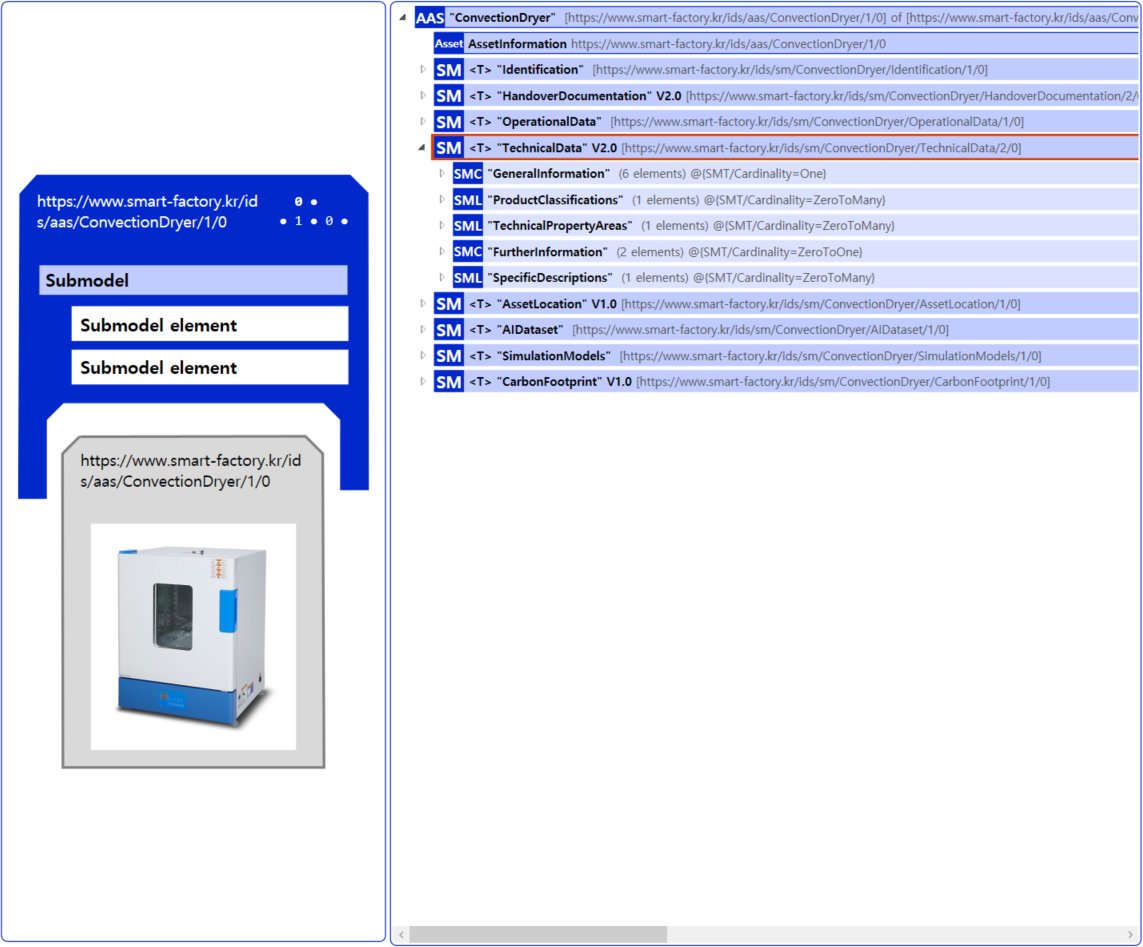 https://www.smart-factory.kr/id
s/aas/ConvectionDryer/1/0
0 ●
● 1 ● 0 ●
Submodel
Submodel element
Submodel element
https://www.smart-factory.kr/id
s/aas/ConvectionDryer/1/0
AAS "ConvectionDryer" [https://www.smart-factory.kr/ids/aas/ConvectionDryer/1/0] of [https://www.smart-factory.kr/ids/aas/Conv
Asset AssetInformation https://www.smart-factory.kr/ids/aas/ConvectionDryer/1/0
SM <T> "Identification" [https://www.smart-factory.kr/ids/sm/ConvectionDryer/Identification/1/0]
SM <T> "HandoverDocumentation" V2.0 [https://www.smart-factory.kr/ids/sm/ConvectionDryer/HandoverDocumentation/2/0
SM <T> "OperationalData" [https://www.smart-factory.kr/ids/sm/ConvectionDryer/OperationalData/1/0]
SM <T> "TechnicalData" V2.0 [https://www.smart-factory.kr/ids/sm/ConvectionDryer/TechnicalData/2/0]
SMC "GeneralInformation" (6 elements) @{SMT/Cardinality=One}
SML "ProductClassifications" (1 elements) @{SMT/Cardinality=ZeroToMany}
SML "TechnicalPropertyAreas" (1 elements) @{SMT/Cardinality=ZeroToMany}
SMC "FurtherInformation" (2 elements) @{SMT/Cardinality=ZeroToOne}
SML "SpecificDescriptions" (1 elements) @{SMT/Cardinality=ZeroToMany}
SM <T> "AssetLocation" V1.0 [https://www.smart-factory.kr/ids/sm/ConvectionDryer/AssetLocation/1/0]
SM <T> "AIDataset" [https://www.smart-factory.kr/ids/sm/ConvectionDryer/AIDataset/1/0]
SM <T> "SimulationModels" [https://www.smart-factory.kr/ids/sm/ConvectionDryer/SimulationModels/1/0]
SM <T> "CarbonFootprint" V1.0 [https://www.smart-factory.kr/ids/sm/ConvectionDryer/CarbonFootprint/1/0]